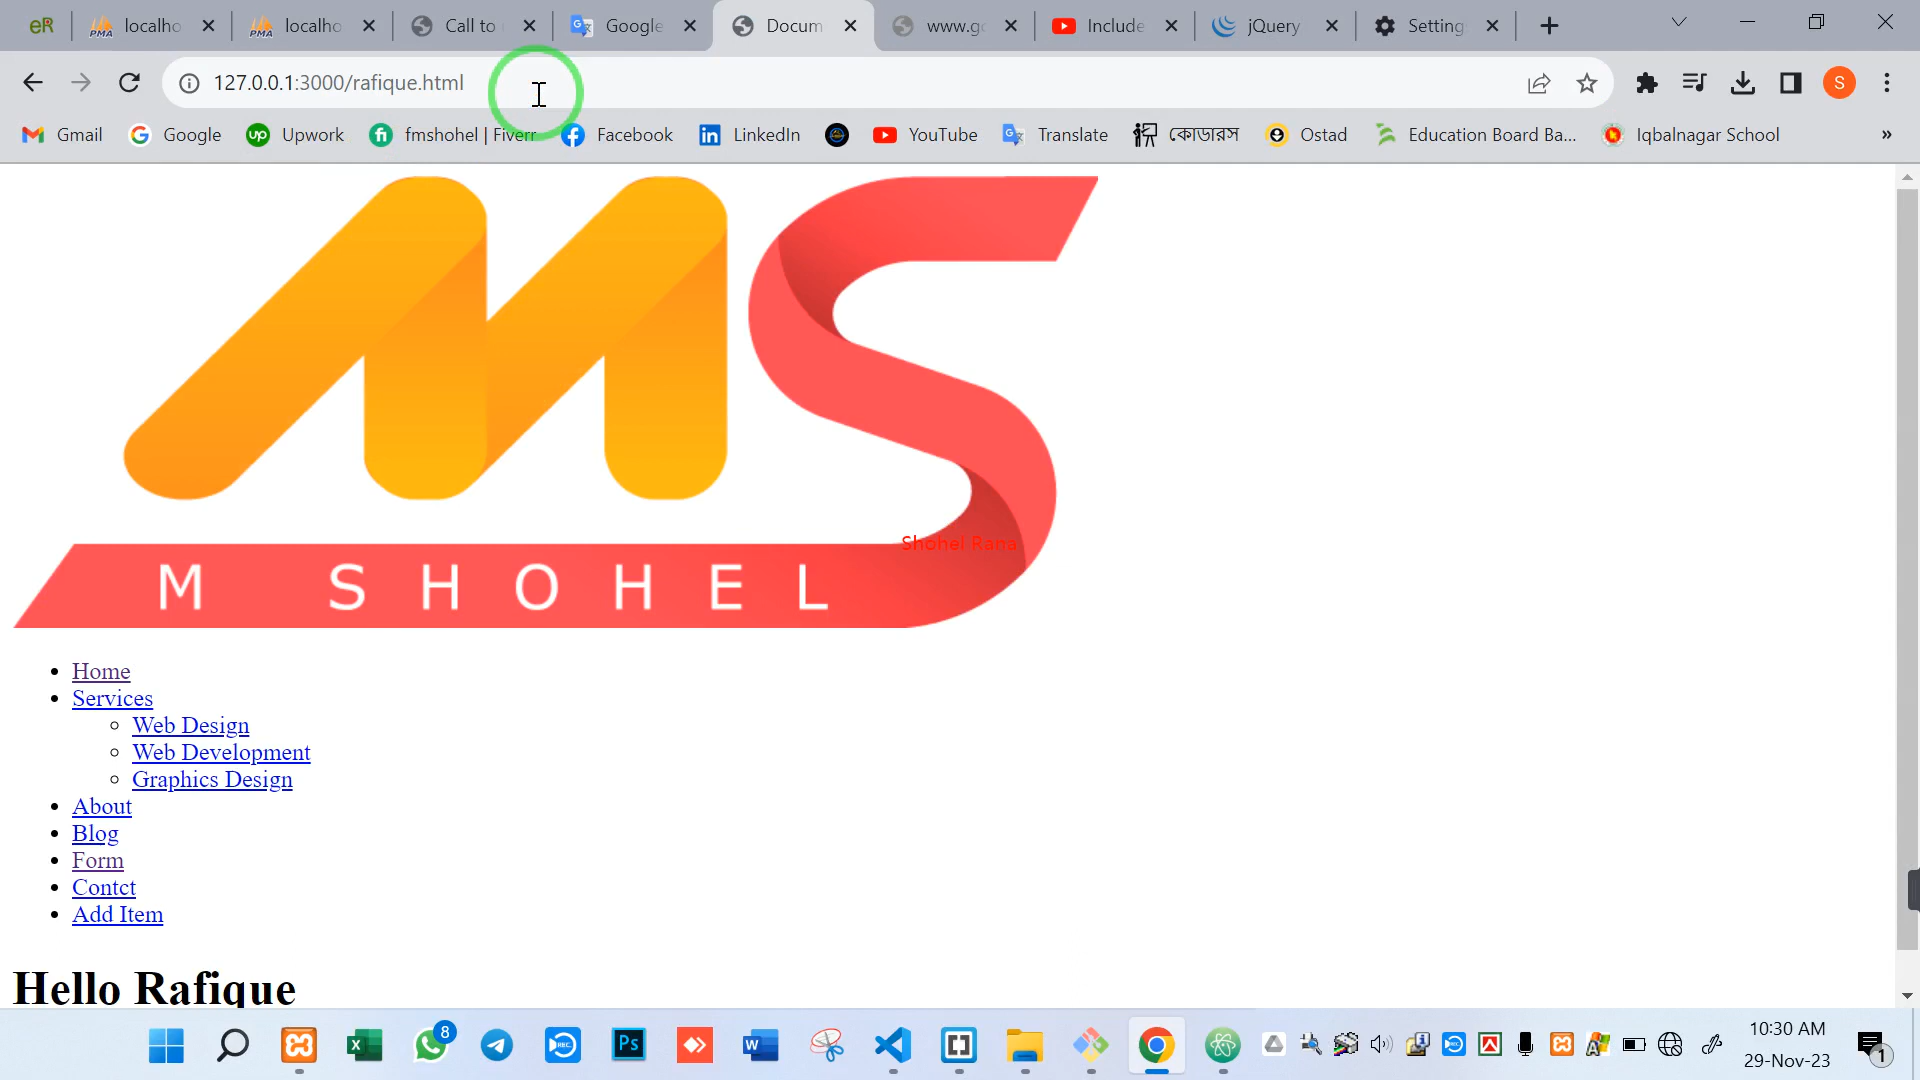 eR localho localho Call to Google Docum www.go Include jQuery Setting
127.0.0.1:3000/rafique.html S
Gmail Google Upwork fmshohel | Fiverr Facebook LinkedIn YouTube Translate কোডারস Ostad Education Board Ba... Iqbalnagar School »
Shohel Rana
M SHOHEL
• Home
• Services
○ Web Design
○ Web Development
○ Graphics Design
• About
• Blog
• Form
• Contct
• Add Item
Hello Rafique
8
10:30 AM
29-Nov-23
1